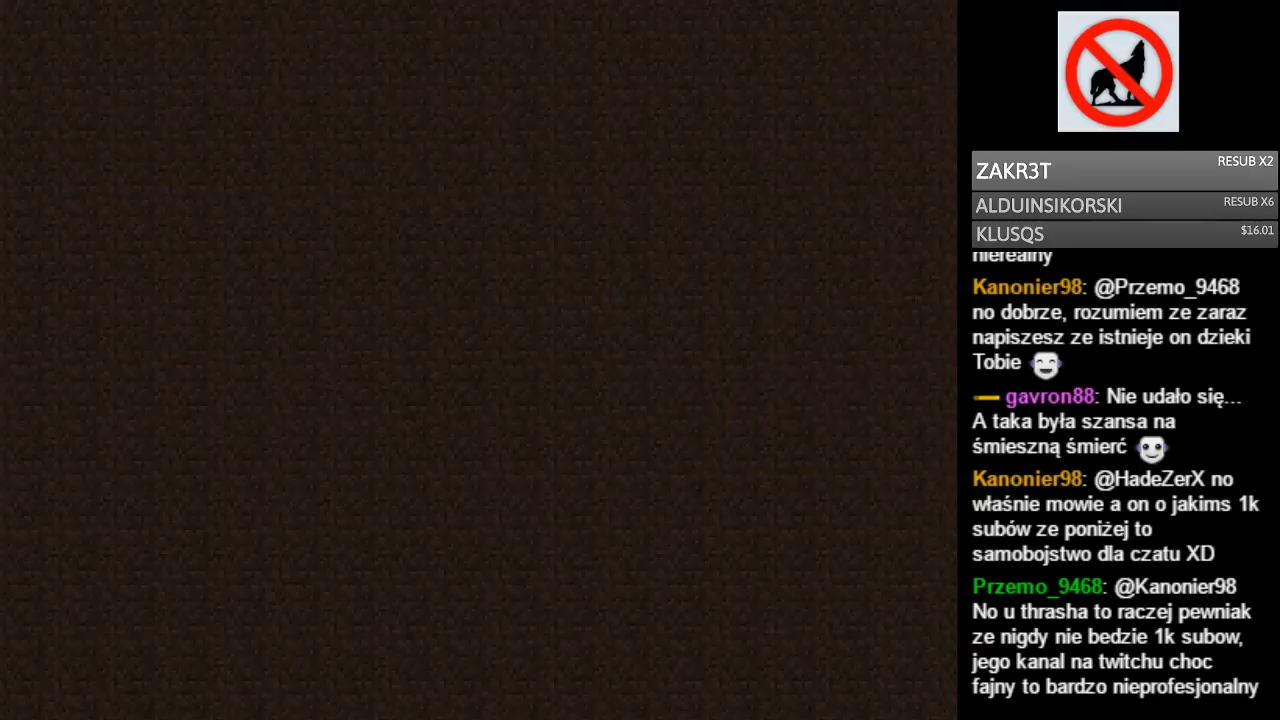 ZAKR3T RESUB X2
ALDUINSIKORSKI RESUB X6
KLUSQS $16.01
nierealny
Kanonier98: @Przemo_9468
no dobrze, rozumiem ze zaraz
napiszesz ze istnieje on dzieki
Tobie
gavron88: Nie udało się...
A taka była szansa na
śmieszną śmierć
Kanonier98: @HadeZerX no
właśnie mowie a on o jakims 1k
subów ze poniżej to
samobojstwo dla czatu XD
Przemo_9468: @Kanonier98
No u thrasha to raczej pewniak
ze nigdy nie bedzie 1k subow,
jego kanal na twitchu choc
fajny to bardzo nieprofesjonalny